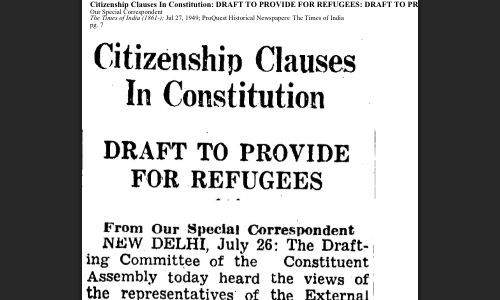 Citizenship Clauses In Constitution: DRAFT TO PROVIDE FOR REFUGEES: DRAFT TO PR
Our Special Correspondent
The Times of India (1861-); Jul 27, 1949; ProQuest Historical Newspapers: The Times of India
pg. 7
Citizenship Clauses
In Constitution
DRAFT TO PROVIDE
FOR REFUGEES
From Our Special Correspondent
NEW DELHI, July 26: The Draft-
ing Committee of the Constituent
Assembly today heard the views of
the representatives of the External